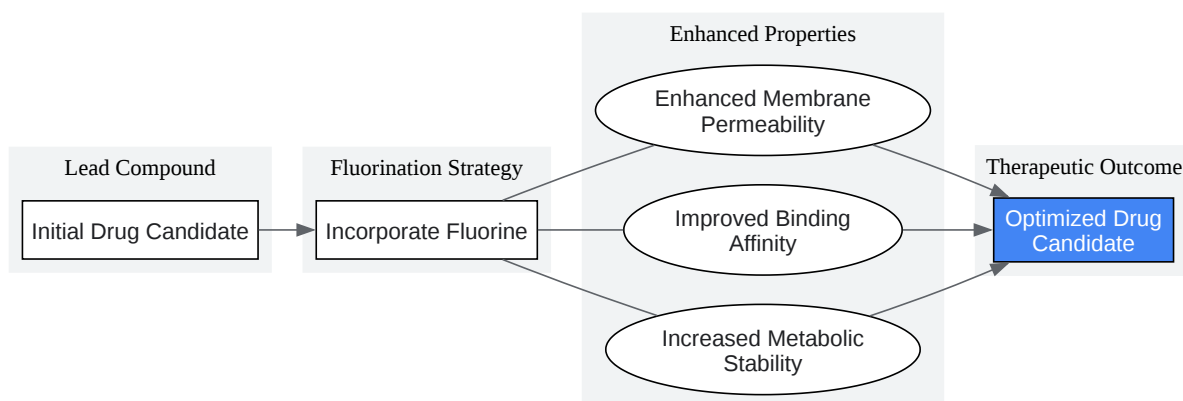 Lead Compound
Initial Drug Candidate
Fluorination Strategy
Incorporate Fluorine
Enhanced Properties
Enhanced Membrane
Permeability
Improved Binding
Affinity
Increased Metabolic
Stability
Therapeutic Outcome
Optimized Drug
Candidate